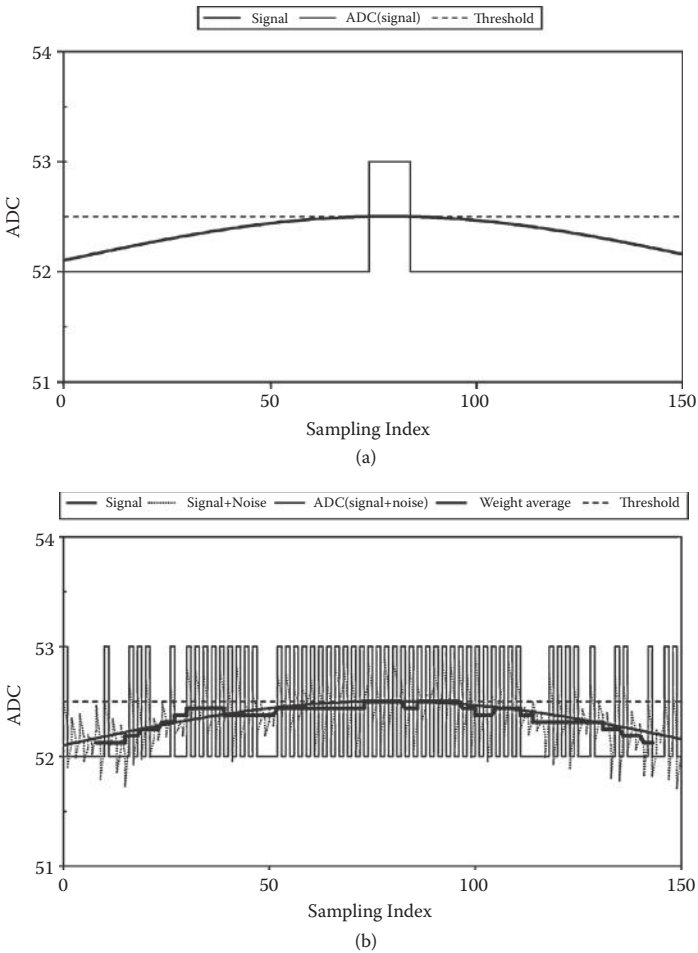 Signal ADC(signal) Threshold
54
53
52
51
ADC
0 50 100 150
Sampling Index
(a)
Signal Signal+Noise ADC(signal+noise) Weight average Threshold
54
53
52
51
ADC
0 50 100 150
Sampling Index
(b)